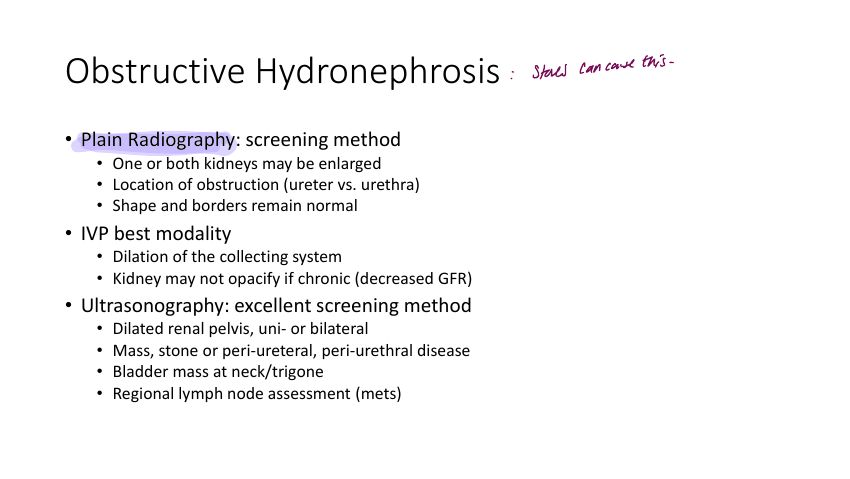 Obstructive Hydronephrosis : Stones can cause this-
• Plain Radiography: screening method
• One or both kidneys may be enlarged
• Location of obstruction (ureter vs. urethra)
• Shape and borders remain normal
• IVP best modality
• Dilation of the collecting system
• Kidney may not opacify if chronic (decreased GFR)
• Ultrasonography: excellent screening method
• Dilated renal pelvis, uni- or bilateral
• Mass, stone or peri-ureteral, peri-urethral disease
• Bladder mass at neck/trigone
• Regional lymph node assessment (mets)